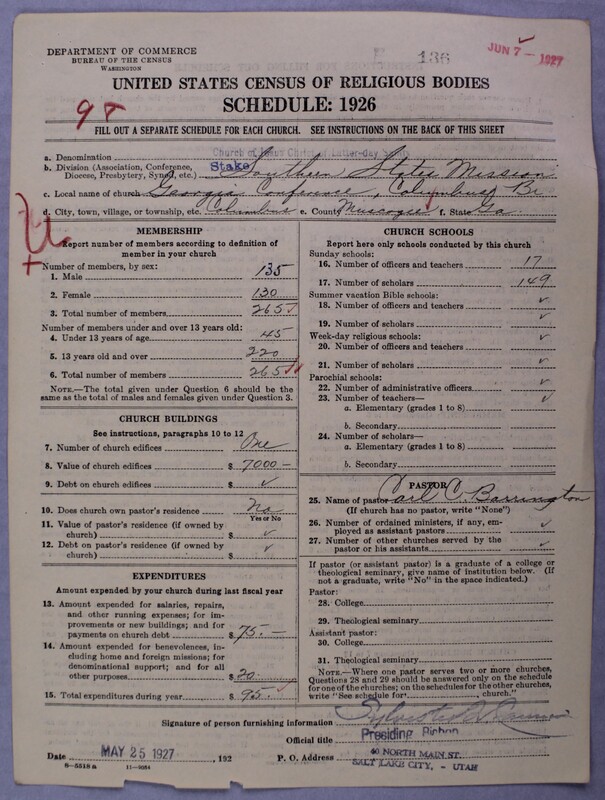 DEPARTMENT OF COMMERCE
BUREAU OF THE CENSUS
WASHINGTON
136
JUN 7 - 1927
UNITED STATES CENSUS OF RELIGIOUS BODIES
SCHEDULE: 1926
98
FILL OUT A SEPARATE SCHEDULE FOR EACH CHURCH. SEE INSTRUCTIONS ON THE BACK OF THIS SHEET
a. Denomination Church of Jesus Christ of Latter-day Saints
b. Division (Association, Conference, Diocese, Presbytery, Synod, etc.) Stake Southern States Mission
c. Local name of church Georgia Conference, Columbus Br
d. City, town, village, or township, etc. Columbus e. County Muscogee f. State Ga
MEMBERSHIP
Report number of members according to definition of
member in your church
Number of members, by sex:
1. Male 135
2. Female 130
3. Total number of members 265
Number of members under and over 13 years old:
4. Under 13 years of age 45
5. 13 years old and over 220
6. Total number of members 265
NOTE.—The total given under Question 6 should be the
same as the total of males and females given under Question 3.
CHURCH BUILDINGS
See instructions, paragraphs 10 to 12
7. Number of church edifices One
8. Value of church edifices $ 7000 —
9. Debt on church edifices $ ✓
10. Does church own pastor's residence? No
Yes or No
11. Value of pastor's residence (if owned by
church) $ ✓
12. Debt on pastor's residence (if owned by
church) $ ✓
EXPENDITURES
Amount expended by your church during last fiscal year
13. Amount expended for salaries, repairs,
and other running expenses; for im-
provements or new buildings; and for
payments on church debt $ 75. —
14. Amount expended for benevolences, in-
cluding home and foreign missions; for
denominational support; and for all
other purposes $ 20.
15. Total expenditures during year $ 95.
CHURCH SCHOOLS
Report here only schools conducted by this church
Sunday schools:
16. Number of officers and teachers 17
17. Number of scholars 149
Summer vacation Bible schools:
18. Number of officers and teachers ✓
19. Number of scholars ✓
Week-day religious schools: ✓
20. Number of officers and teachers
21. Number of scholars ✓
Parochial schools:
22. Number of administrative officers ✓
23. Number of teachers— ✓
a. Elementary (grades 1 to 8)
b. Secondary
24. Number of scholars—
a. Elementary (grades 1 to 8)
b. Secondary
PASTOR
25. Name of pastor Carl C. Barrington
(If church has no pastor, write "None")
26. Number of ordained ministers, if any, em-
ployed as assistant pastors ✓
27. Number of other churches served by the
pastor or his assistants ✓
If pastor (or assistant pastor) is a graduate of a college or
theological seminary, give name of institution below. (If
not a graduate, write "No" in the space indicated.)
Pastor:
28. College
29. Theological seminary
Assistant pastor:
30. College
31. Theological seminary
NOTE.—Where one pastor serves two or more churches,
Questions 28 and 29 should be answered only on the schedule
for one of the churches; on the schedules for the other churches,
write "See schedule for , church."
Signature of person furnishing information Sylvester Q. Cannon
Official title Presiding Bishop
Date MAY 25 1927 , 192 P. O. Address 40 NORTH MAIN ST.
SALT LAKE CITY, - UTAH
8-5518a 11-9084